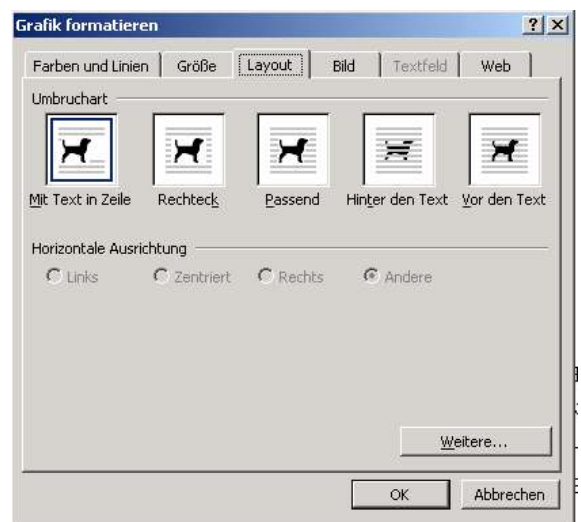 Grafik formatieren
Farben und Linien Größe Layout Bild Textfeld Web
Umbruchart
Mit Text in Zeile Rechteck Passend Hinter den Text Vor den Text
Horizontale Ausrichtung
Links Zentriert Rechts Andere
Weitere...
OK Abbrechen